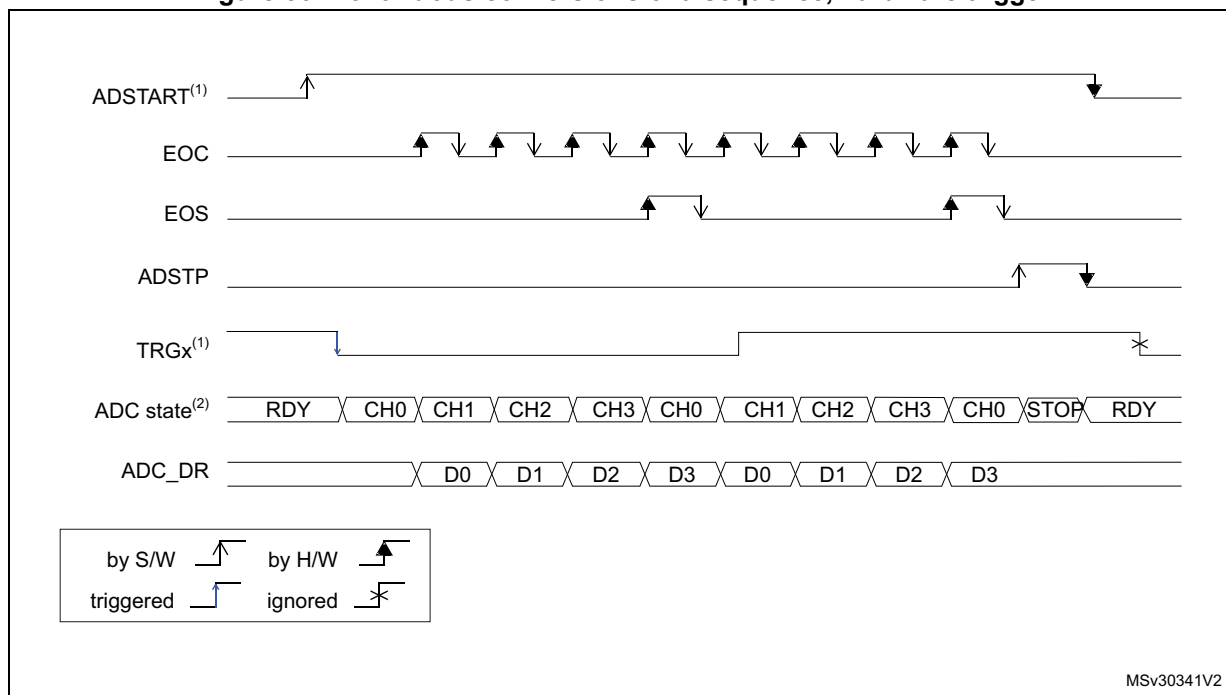 ADSTART(1)
EOC
EOS
ADSTP
TRGx(1)
ADC state(2) RDY CH0 CH1 CH2 CH3 CH0 CH1 CH2 CH3 CH0 STOP RDY
ADC_DR D0 D1 D2 D3 D0 D1 D2 D3
by S/W by H/W
triggered ignored
MSv30341V2